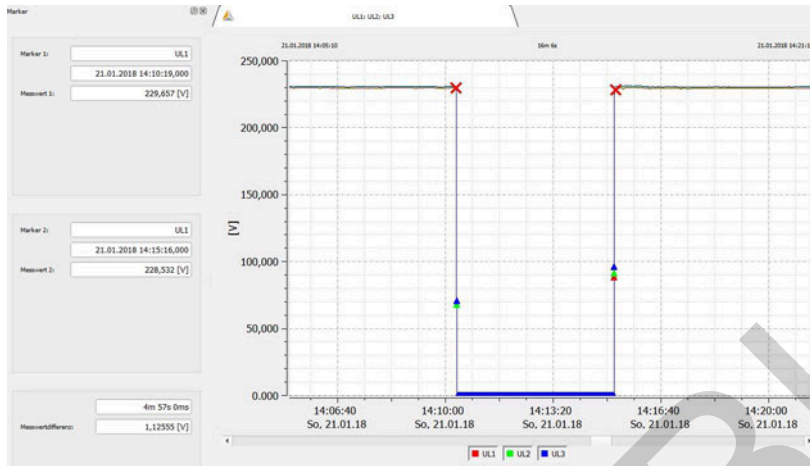 Marker
Marker 1:
UL1
21.01.2018 14:10:19,000
Messwert 1:
229,657 [V]
Marker 2:
UL1
21.01.2018 14:15:16,000
Messwert 2:
228,532 [V]
4m 57s 0ms
Messwertdifferenz:
1,12555 [V]
UL1; UL2; UL3
21.01.2018 14:05:10
16m 6s
21.01.2018 14:21:1
[V]
250,000
200,000
150,000
100,000
50,000
0.000
14:06:40
14:10:00
14:13:20
14:16:40
14:20:00
So, 21.01.18
So, 21.01.18
So, 21.01.18
So, 21.01.18
So, 21.01.18
UL1
UL2
UL3